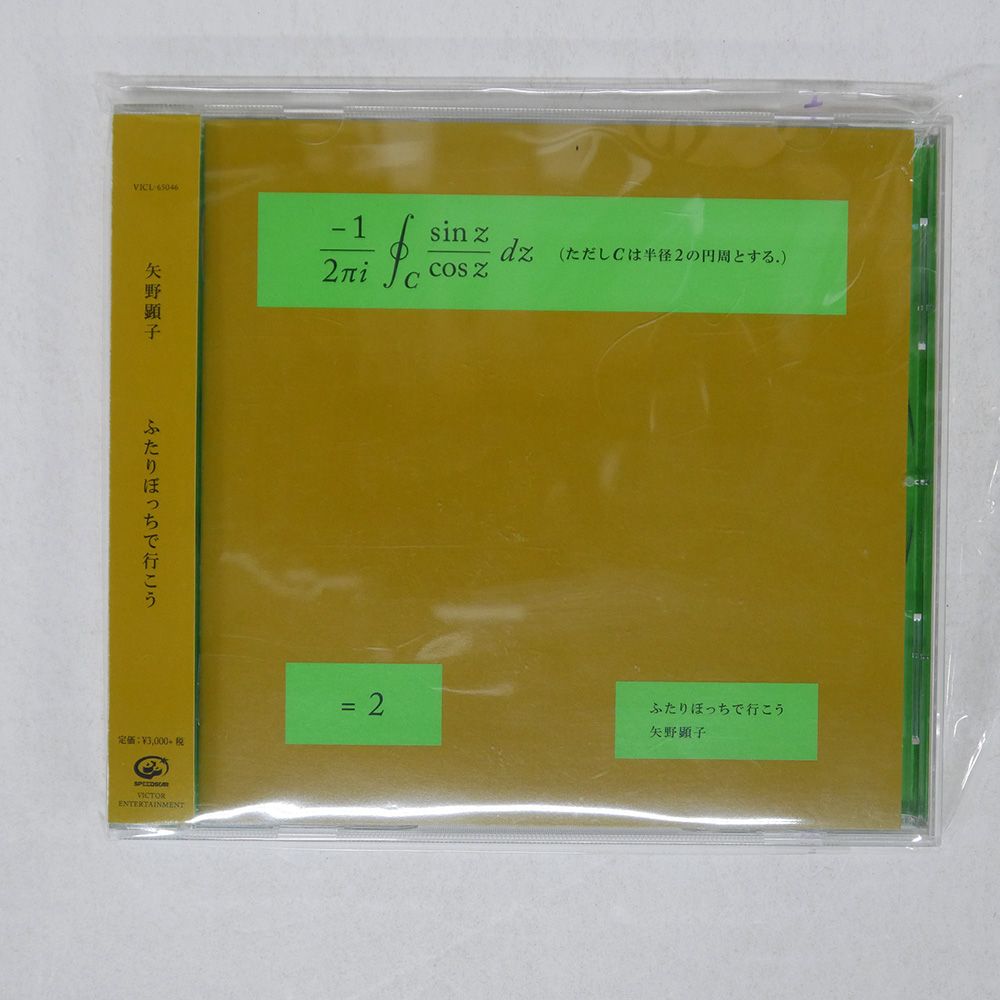 VICL-65046
矢野顕子
ふたりぼっちで行こう
定価:¥3,000+税
SPEEDSTAR
VICTOR
ENTERTAINMENT
-1/2πi ∮C sin z/cos z dz (ただしCは半径2の円周とする.)
= 2
ふたりぼっちで行こう
矢野顕子